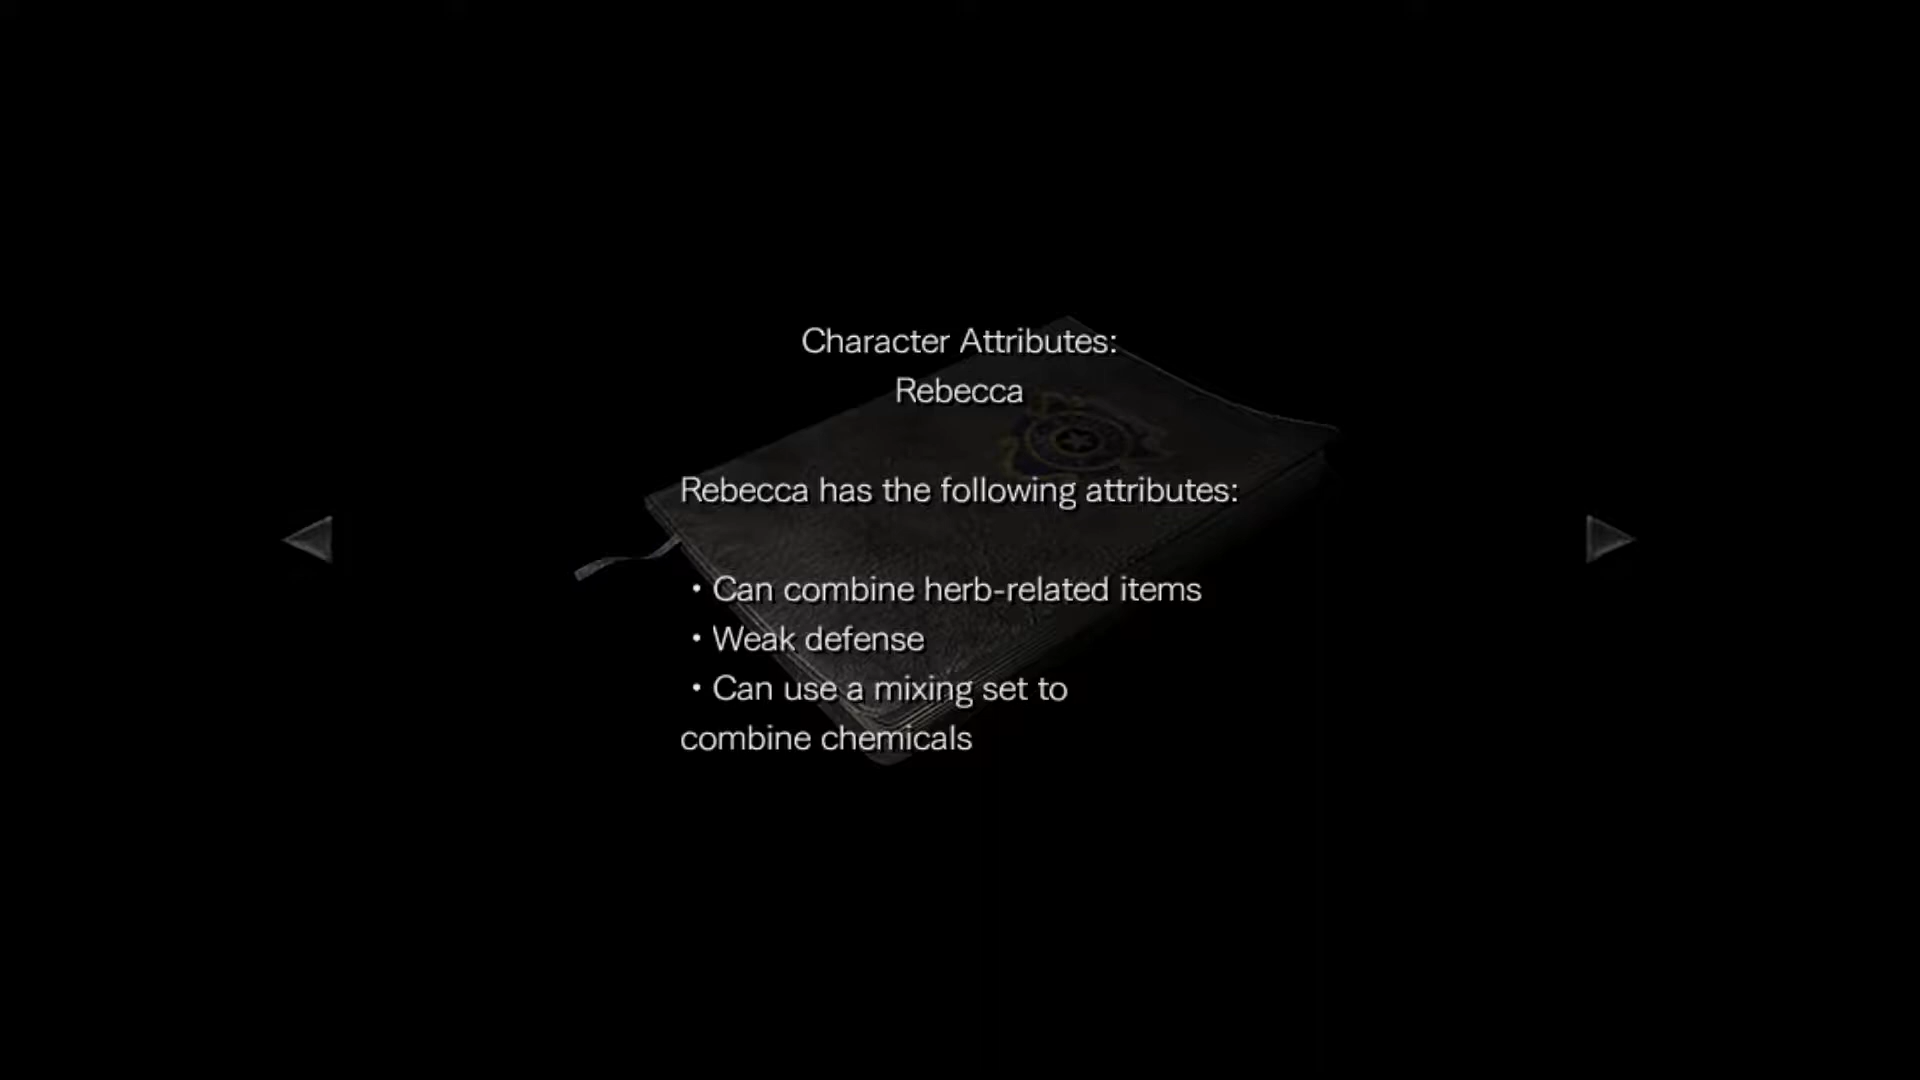 Character Attributes:
Rebecca
Rebecca has the following attributes:
・Can combine herb-related items
・Weak defense
・Can use a mixing set to
combine chemicals